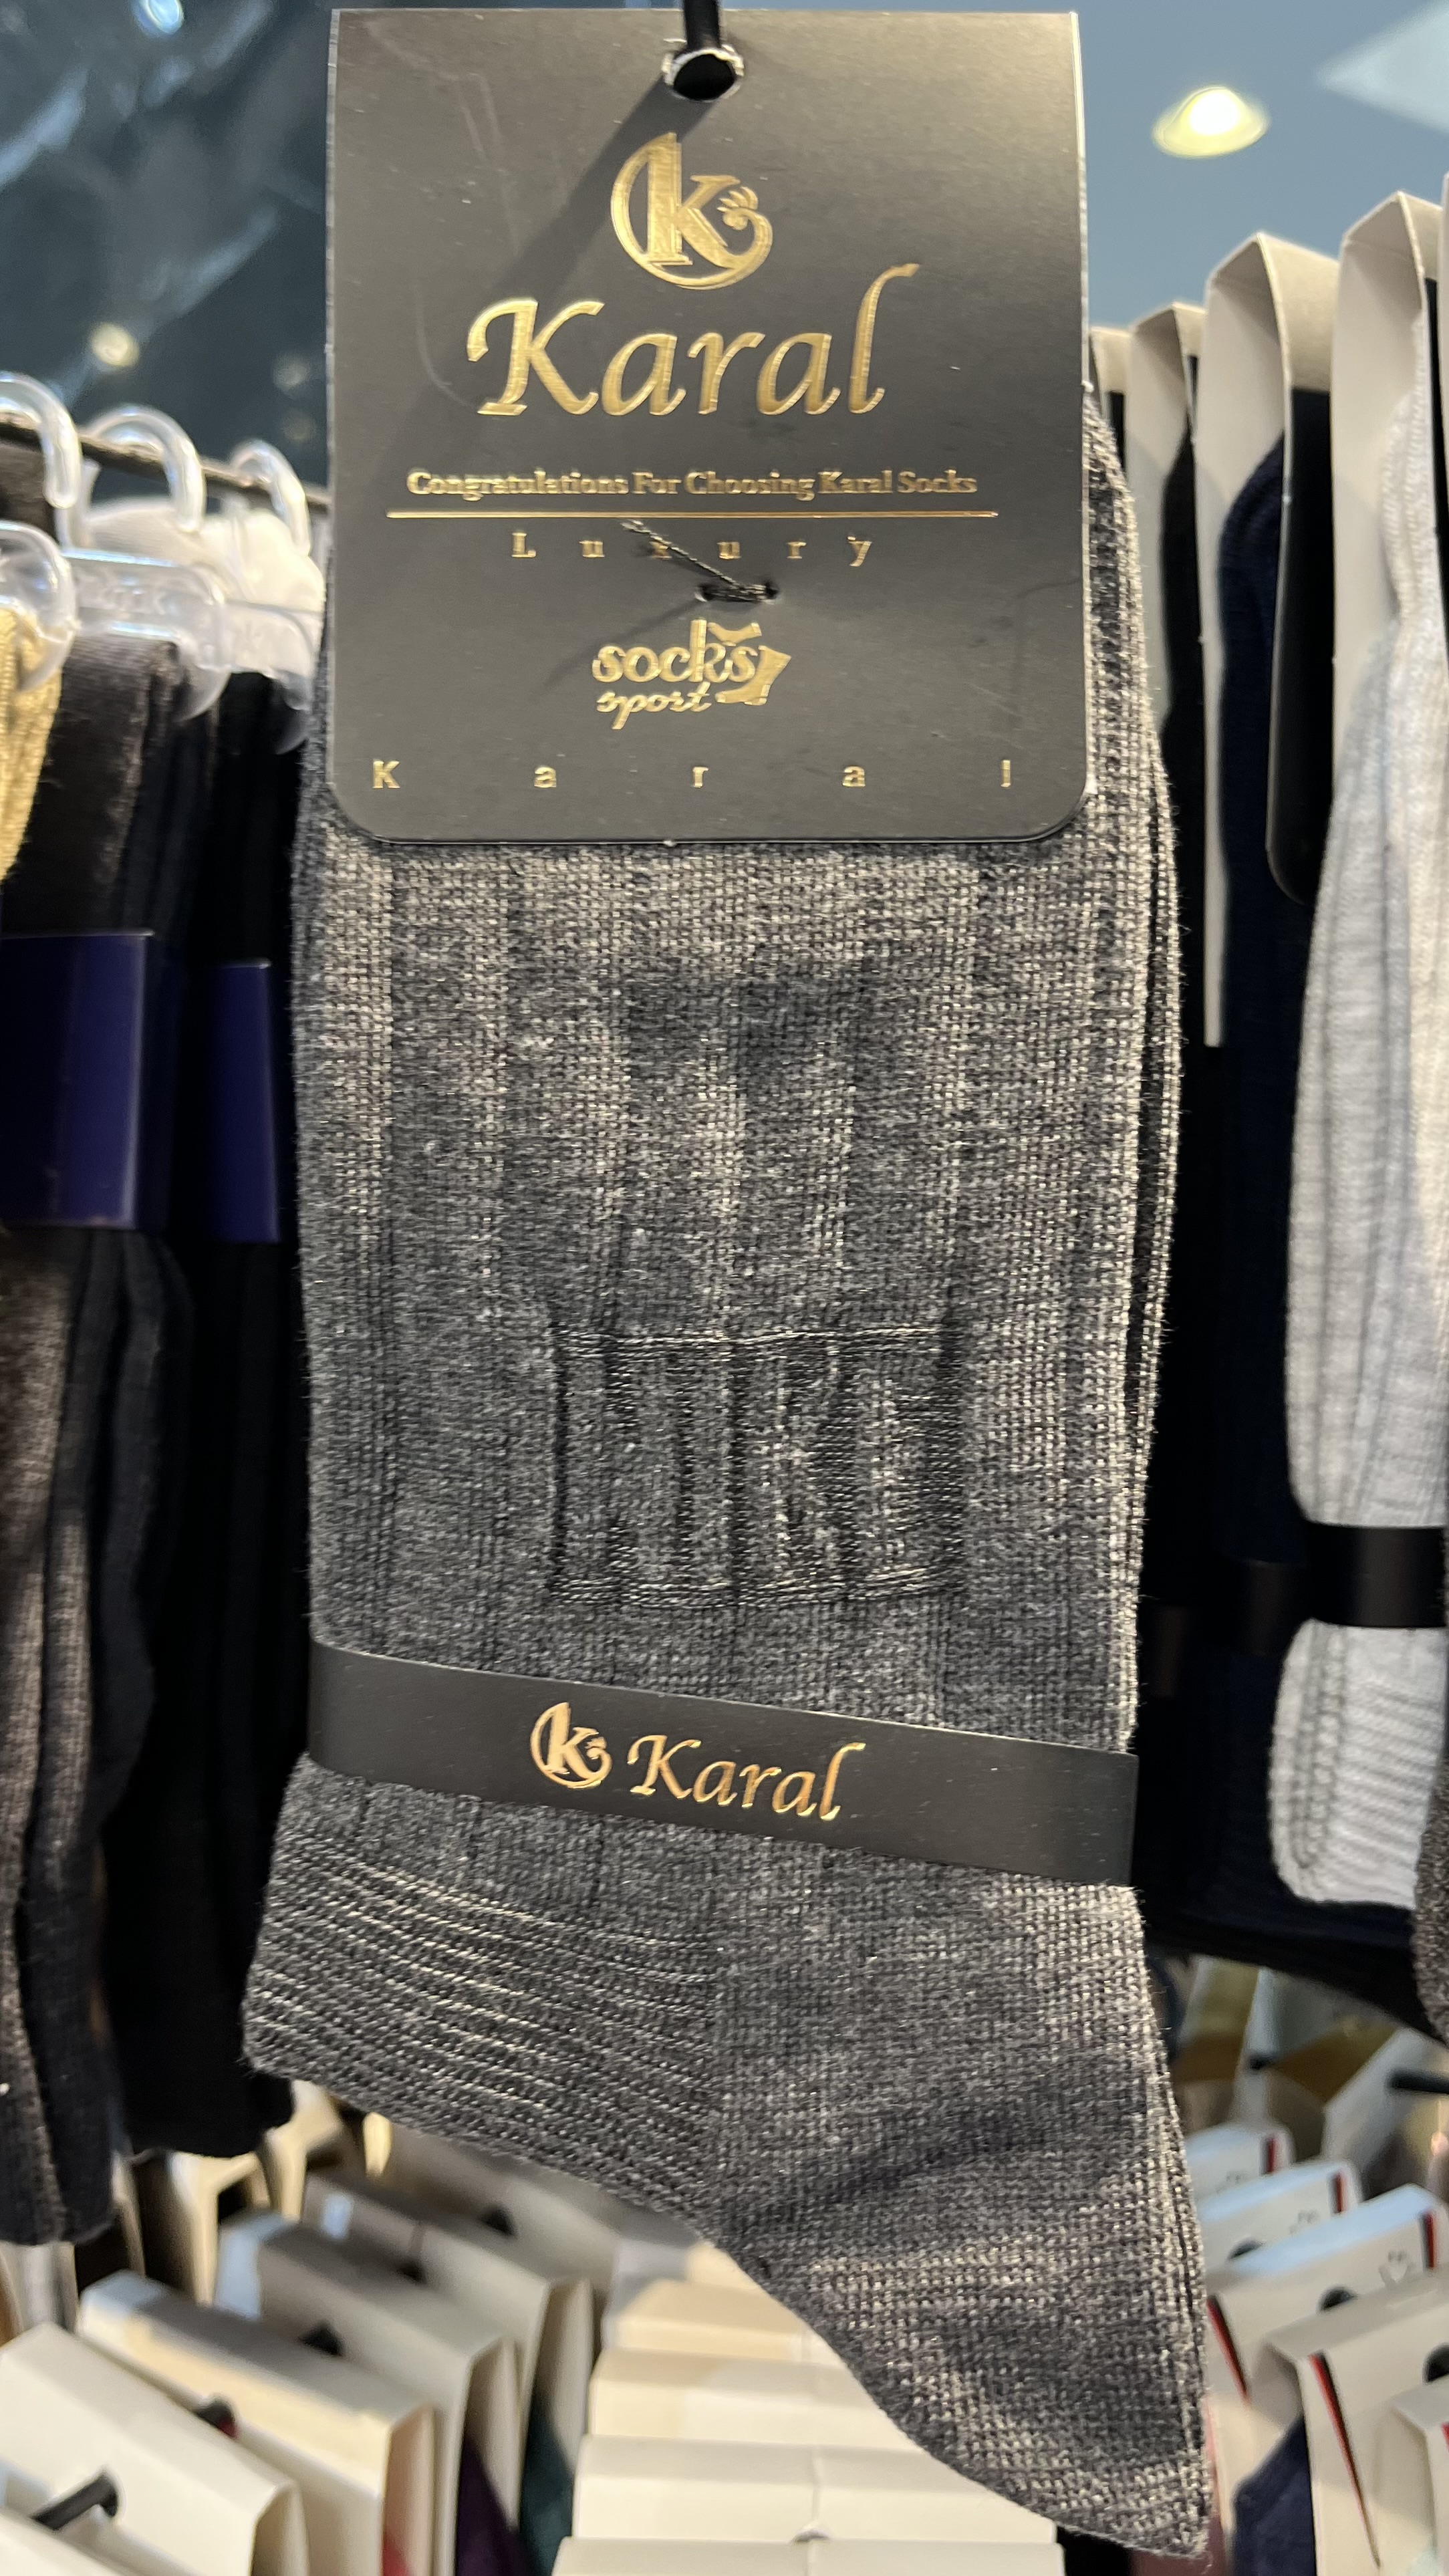 K
Karal
Congratulations For Choosing Karal Socks
Luxury
socks
sport
Karal
K Karal